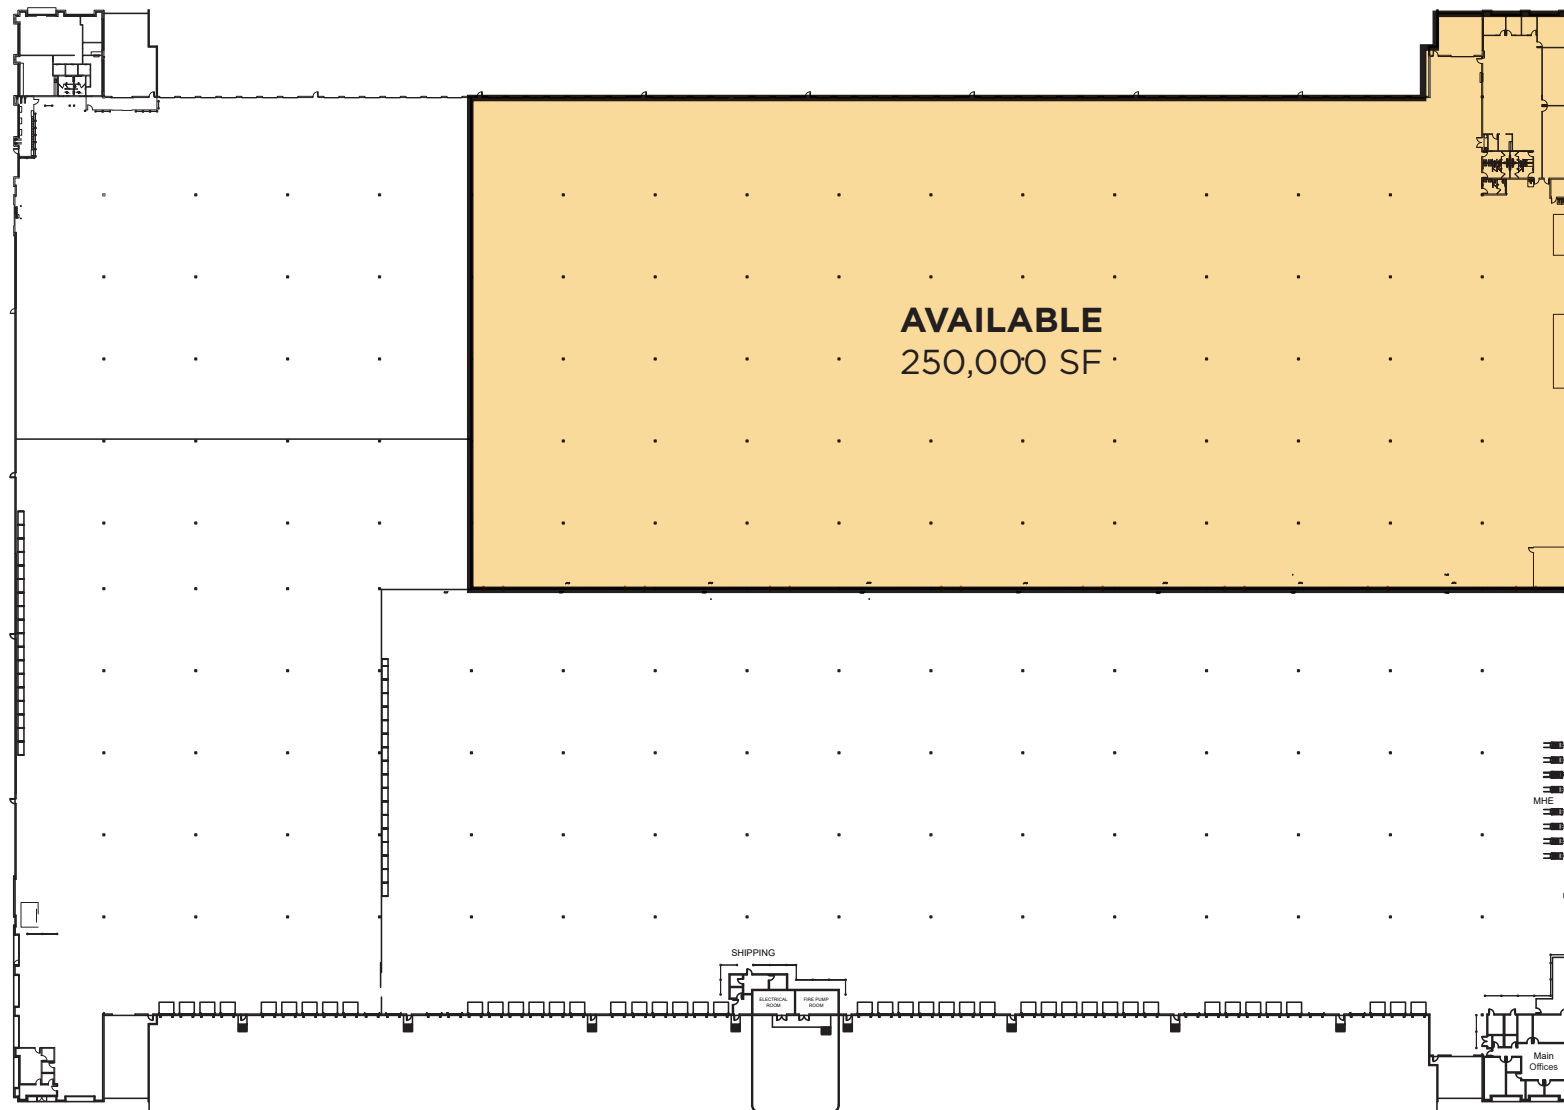 AVAILABLE
250,000 SF
MHE
SHIPPING
ELECTRICAL
ROOM
FIRE PUMP
ROOM
Main
Offices